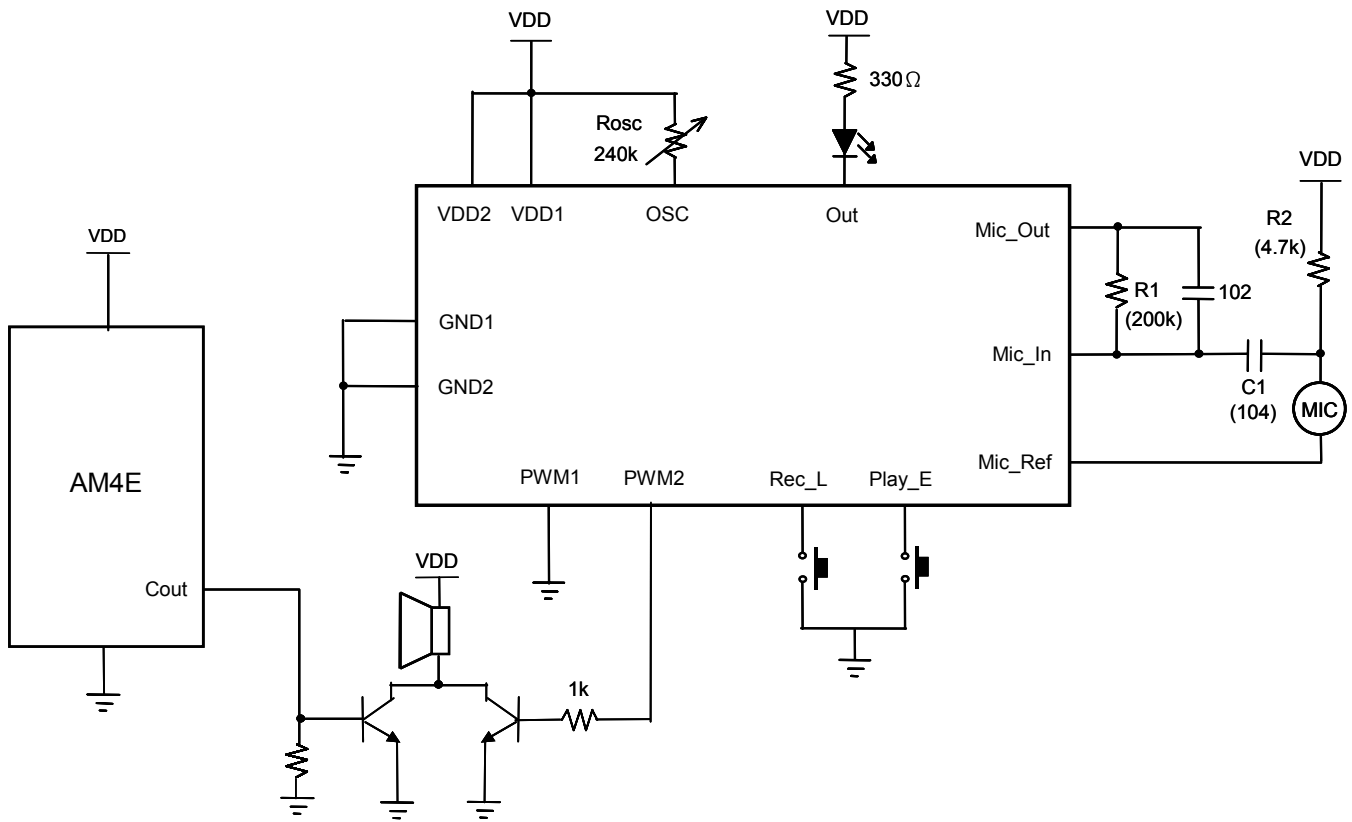 VDD
VDD
330Ω
Rosc
240k
VDD
VDD2
VDD1
OSC
Out
Mic_Out
R2
(4.7k)
VDD
R1
(200k)
102
GND1
Mic_In
GND2
C1
(104)
MIC
AM4E
PWM1
PWM2
Rec_L
Play_E
Mic_Ref
VDD
Cout
1k